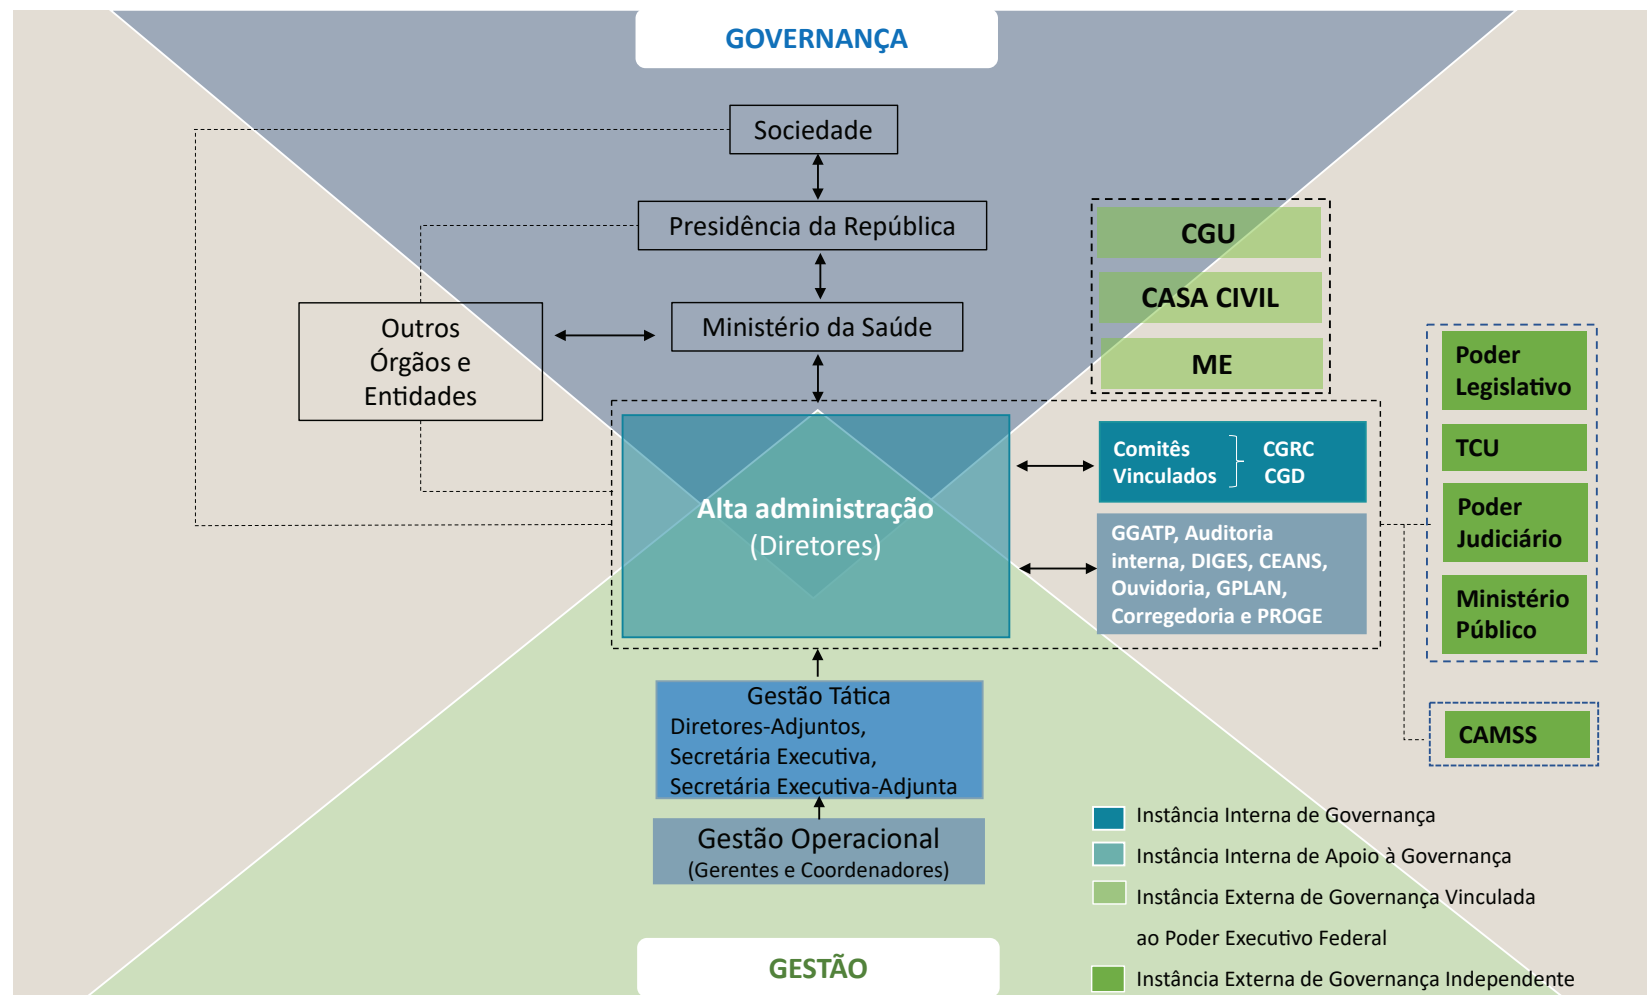 GOVERNANÇA
Sociedade
Presidência da República
Ministério da Saúde
Outros
Órgãos e
Entidades
CGU
CASA CIVIL
ME
Poder
Legislativo
TCU
Poder
Judiciário
Ministério
Público
CAMSS
Alta administração
(Diretores)
Comitês
Vinculados
CGRC
CGD
GGATP, Auditoria
interna, DIGES, CEANS,
Ouvidoria, GPLAN,
Corregedoria e PROGE
Gestão Tática
Diretores-Adjuntos,
Secretária Executiva,
Secretária Executiva-Adjunta
Gestão Operacional
(Gerentes e Coordenadores)
Instância Interna de Governança
Instância Interna de Apoio à Governança
Instância Externa de Governança Vinculada
ao Poder Executivo Federal
Instância Externa de Governança Independente
GESTÃO